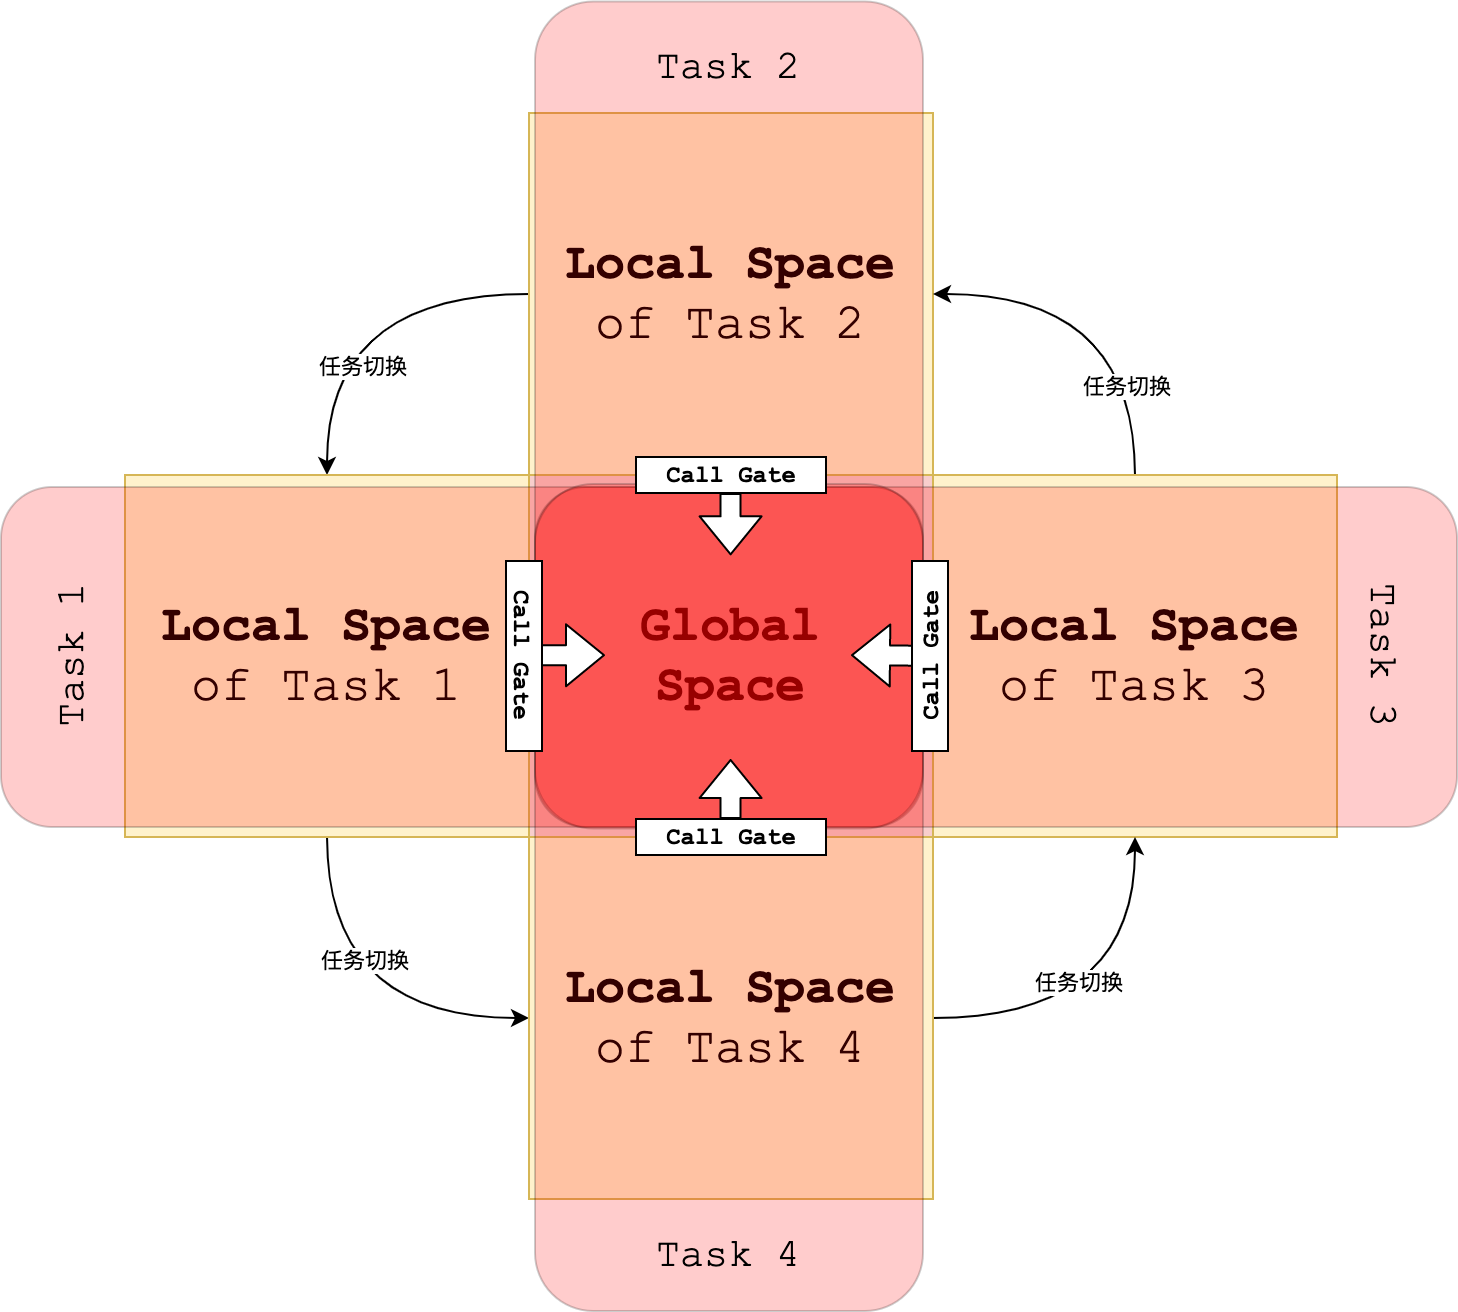 Task 2
Local Space
of Task 2
任务切换
任务切换
Call Gate
Task 1
Local Space
of Task 1
Call Gate
Global
Space
Call Gate
Local Space
of Task 3
Task 3
Call Gate
任务切换
任务切换
Local Space
of Task 4
Task 4